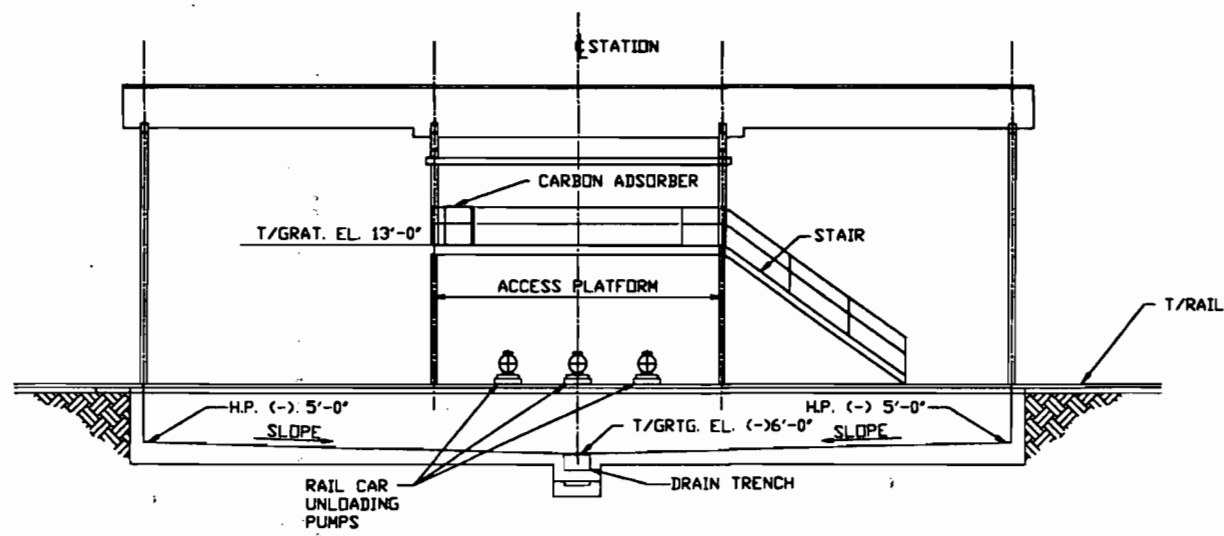 ℄ STATION
CARBON ADSORBER
T/GRAT. EL. 13'-0"
STAIR
ACCESS PLATFORM
T/RAIL
H.P. (-). 5'-0"
H.P. (-) 5'-0"
SLOPE
T/GRTG. EL. (-)6'-0"
SLOPE
RAIL CAR
UNLOADING
PUMPS
DRAIN TRENCH